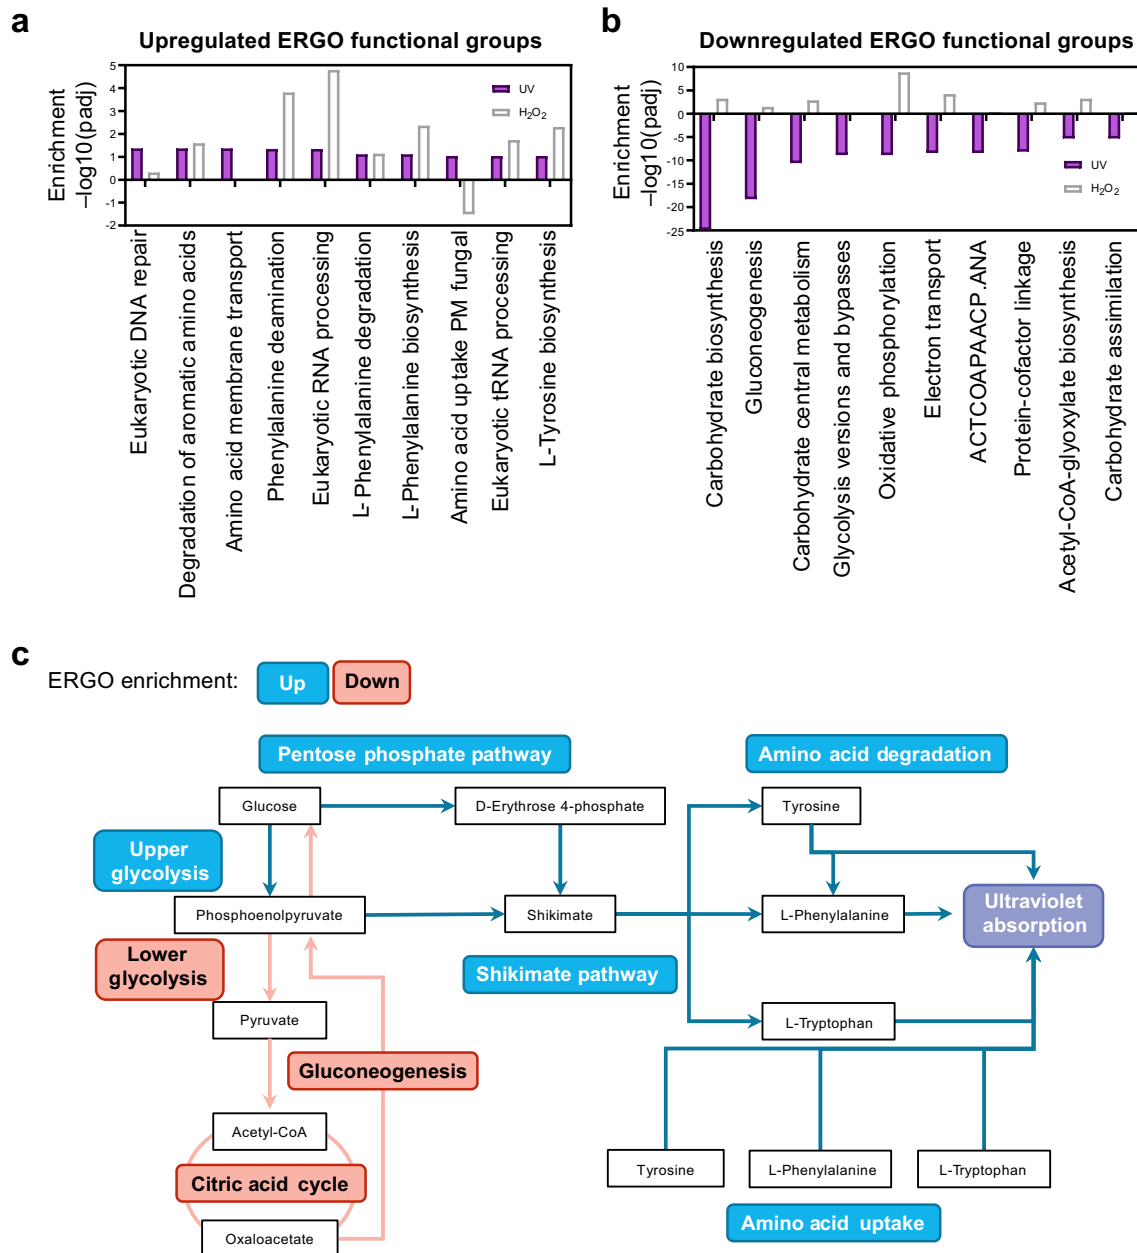 a
Upregulated ERGO functional groups
Enrichment
–log10(padj)
5
4
3
2
1
0
-1
-2
UV
H2O2
Eukaryotic DNA repair
Degradation of aromatic amino acids
Amino acid membrane transport
Phenylalanine deamination
Eukaryotic RNA processing
L- Phenylalanine degradation
L-Phenylalanine biosynthesis
Amino acid uptake PM fungal
Eukaryotic tRNA processing
L-Tyrosine biosynthesis
b
Downregulated ERGO functional groups
Enrichment
–log10(padj)
10
5
0
-5
-10
-15
-20
-25
UV
H2O2
Carbohydrate biosynthesis
Gluconeogenesis
Carbohydrate central metabolism
Glycolysis versions and bypasses
Oxidative phosphorylation
Electron transport
ACTCOAPAACP.ANA
Protein-cofactor linkage
Acetyl-CoA-glyoxylate biosynthesis
Carbohydrate assimilation
c
ERGO enrichment:
Up
Down
Pentose phosphate pathway
Amino acid degradation
Glucose
D-Erythrose 4-phosphate
Tyrosine
Upper
glycolysis
Phosphoenolpyruvate
Shikimate
L-Phenylalanine
Ultraviolet
absorption
Lower
glycolysis
Shikimate pathway
Pyruvate
L-Tryptophan
Gluconeogenesis
Acetyl-CoA
Citric acid cycle
Tyrosine
L-Phenylalanine
L-Tryptophan
Oxaloacetate
Amino acid uptake